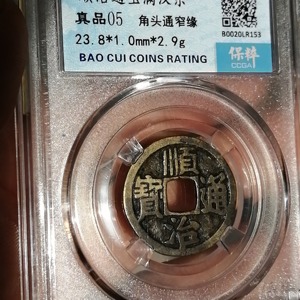 真品05 角头通窄缘
23.8*1.0mm*2.9g
BAO CUI COINS RATING
B0020LR153
保粹
CCGA
順治通寶